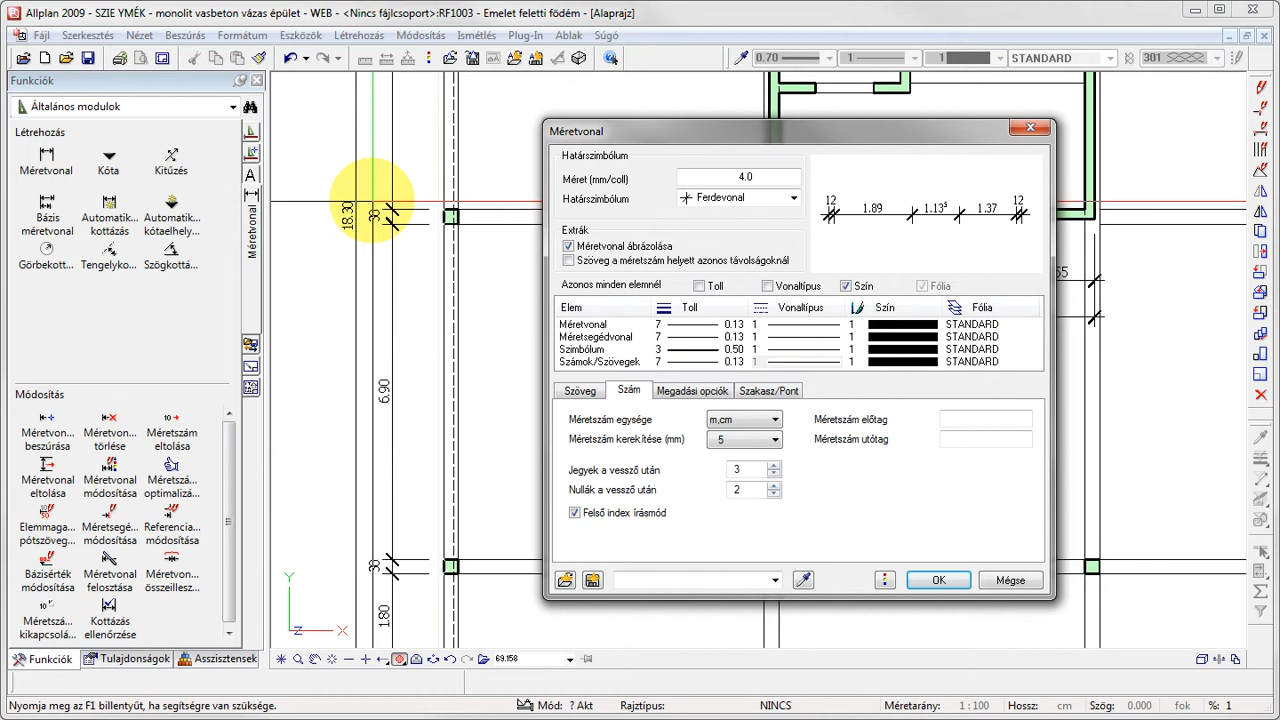 Allplan 2009 - SZIE YMÉK - monolit vasbeton vázas épület - WEB - <Nincs fájlcsoport>:RF1003 - Emelet feletti födém - [Alaprajz]
Fájl Szerkesztés Nézet Beszúrás Formátum Eszközök Létrehozás Módosítás Ismétlés Plug-In Ablak Súgó
0.70 1 1 STANDARD 301
Funkciók
Általános modulok
Létrehozás
Méretvonal Kóta Kitűzés
Bázis méretvonal Automatik... kottázás Automatik... kótaelhely...
Görbekott... Tengelyko... Szögkottá...
Méretvonal
Módosítás
Méretvon... beszúrása Méretvon... törlése Méretszám eltolása
Méretvonal eltolása Méretvonal módosítása Méretszám optimalizá...
Elemmaga... pótszöveg... Méretsegé... módosítása Referencia... módosítása
Bázisérték módosítása Méretvonal felosztása Méretvon... összeillesz...
Méretszá... kikapcsolá... Kottázás ellenőrzése
Funkciók Tulajdonságok Asszisztensek
18.30
30
6.90
30
1.80
55
Z X Y
Méretvonal
Határszimbólum
Méret (mm/coll) 4.0
Határszimbólum Ferdevonal
Extrák
Méretvonal ábrázolása
Szöveg a méretszám helyett azonos távolságoknál
12 1.89 1.13⁵ 1.37 12
Azonos minden elemnél Toll Vonaltípus Szín Fólia
Elem Toll Vonaltípus Szín Fólia
Méretvonal 7 0.13 1 1 STANDARD
Méretsegédvonal 7 0.13 1 1 STANDARD
Szimbólum 3 0.50 1 1 STANDARD
Számok/Szövegek 7 0.13 1 1 STANDARD
Szöveg Szám Megadási opciók Szakasz/Pont
Méretszám egysége m,cm Méretszám előtag
Méretszám kerekítése (mm) 5 Méretszám utótag
Jegyek a vessző után 3
Nullák a vessző után 2
Felső index írásmód
OK Mégse
69.158
Nyomja meg az F1 billentyűt, ha segítségre van szüksége. Mód: ? Akt Rajztípus: NINCS Méretarány: 1 : 100 Hossz: cm Szög: 0.000 fok %: 1